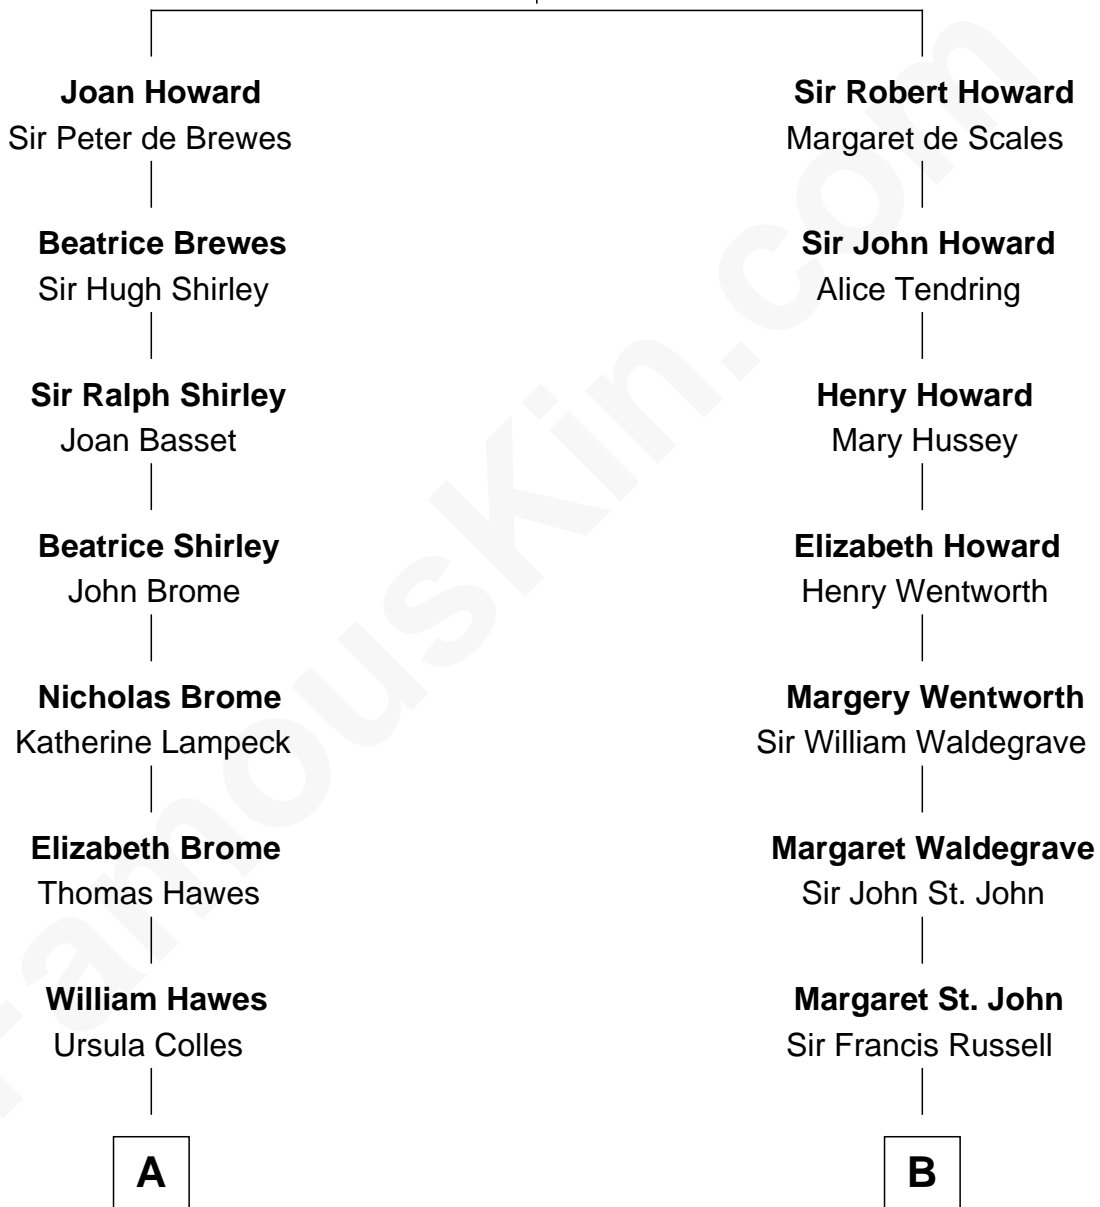 Joan Howard
Sir Peter de Brewes
Sir Robert Howard
Margaret de Scales
Beatrice Brewes
Sir Hugh Shirley
Sir John Howard
Alice Tendring
Sir Ralph Shirley
Joan Basset
Henry Howard
Mary Hussey
Beatrice Shirley
John Brome
Elizabeth Howard
Henry Wentworth
Nicholas Brome
Katherine Lampeck
Margery Wentworth
Sir William Waldegrave
Elizabeth Brome
Thomas Hawes
Margaret Waldegrave
Sir John St. John
William Hawes
Ursula Colles
Margaret St. John
Sir Francis Russell
A
B
FamousKin.com